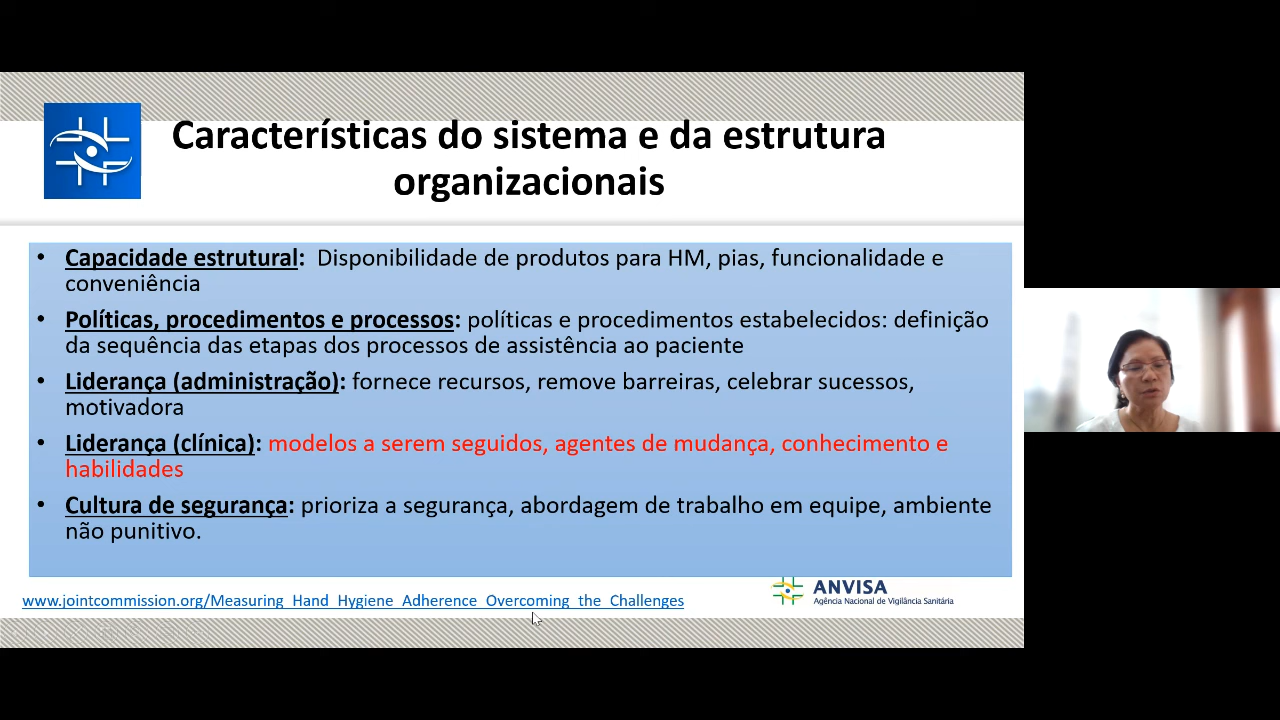 Características do sistema e da estrutura
organizacionais
• Capacidade estrutural: Disponibilidade de produtos para HM, pias, funcionalidade e
conveniência
• Políticas, procedimentos e processos: políticas e procedimentos estabelecidos: definição
da sequência das etapas dos processos de assistência ao paciente
• Liderança (administração): fornece recursos, remove barreiras, celebrar sucessos,
motivadora
• Liderança (clínica): modelos a serem seguidos, agentes de mudança, conhecimento e
habilidades
• Cultura de segurança: prioriza a segurança, abordagem de trabalho em equipe, ambiente
não punitivo.
www.jointcommission.org/Measuring_Hand_Hygiene_Adherence_Overcoming_the_Challenges
ANVISA
Agência Nacional de Vigilância Sanitária